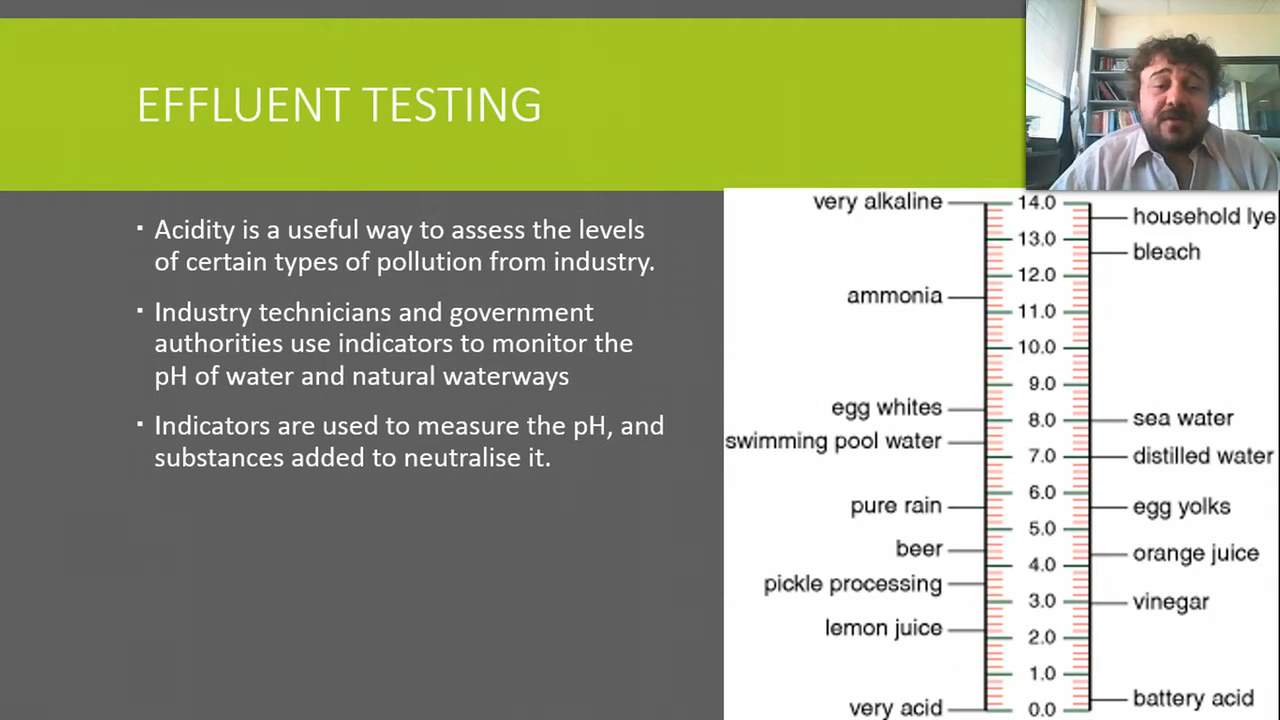 EFFLUENT TESTING
▪ Acidity is a useful way to assess the levels
of certain types of pollution from industry.
▪ Industry technicians and government
authorities use indicators to monitor the
pH of water and natural waterways
▪ Indicators are used to measure the pH, and
substances added to neutralise it.
very alkaline
14.0
household lye
13.0
bleach
12.0
ammonia
11.0
10.0
9.0
egg whites
8.0
sea water
swimming pool water
7.0
distilled water
6.0
pure rain
egg yolks
5.0
beer
orange juice
4.0
pickle processing
3.0
vinegar
lemon juice
2.0
1.0
battery acid
very acid
0.0